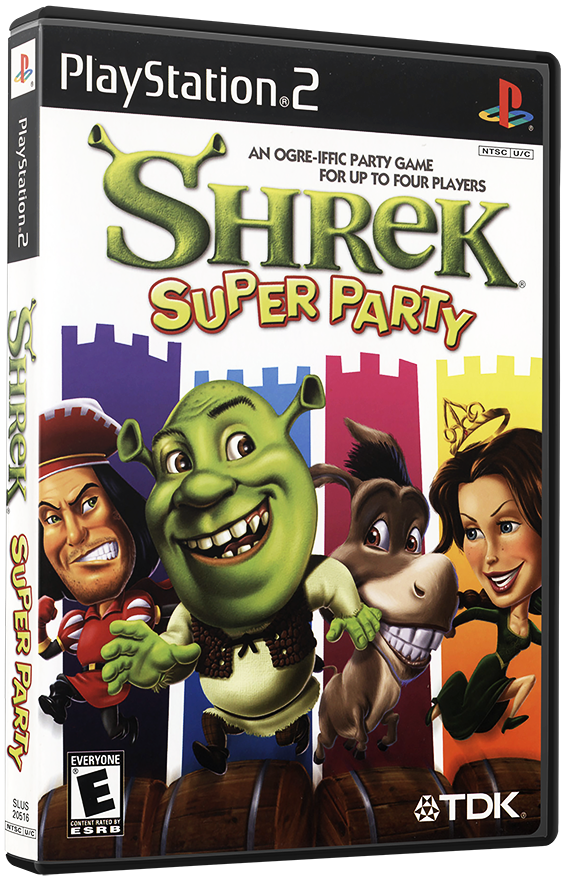 PlayStation®2
NTSC U/C
AN OGRE-IFFIC PARTY GAME
FOR UP TO FOUR PLAYERS
SHREK®
SUPER PARTY
EVERYONE
E
CONTENT RATED BY
ESRB
TDK®
PlayStation®2
SHREK®
SUPER PARTY
SLUS
20516
NTSC U/C